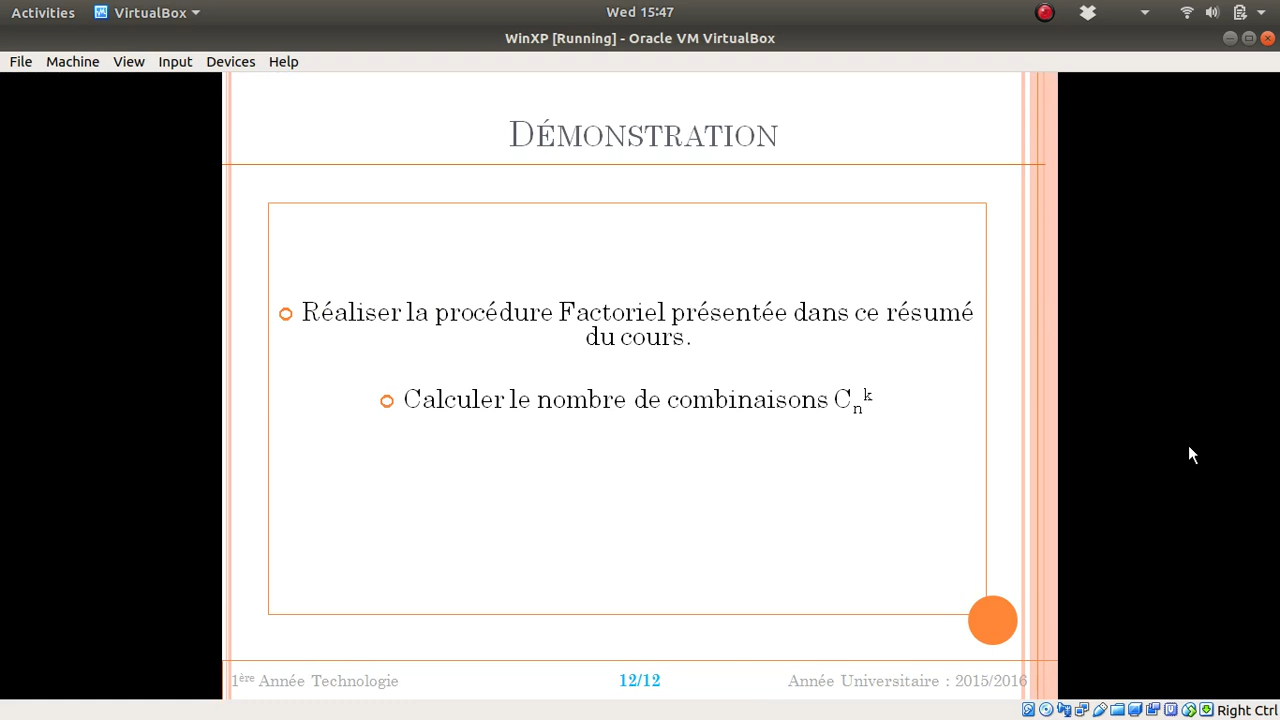 Activities VirtualBox Wed 15:47
WinXP [Running] - Oracle VM VirtualBox
File Machine View Input Devices Help
DÉMONSTRATION
Réaliser la procédure Factoriel présentée dans ce résumé
du cours.
Calculer le nombre de combinaisons Cₙᵏ
1ère Année Technologie 12/12 Année Universitaire : 2015/2016
Right Ctrl